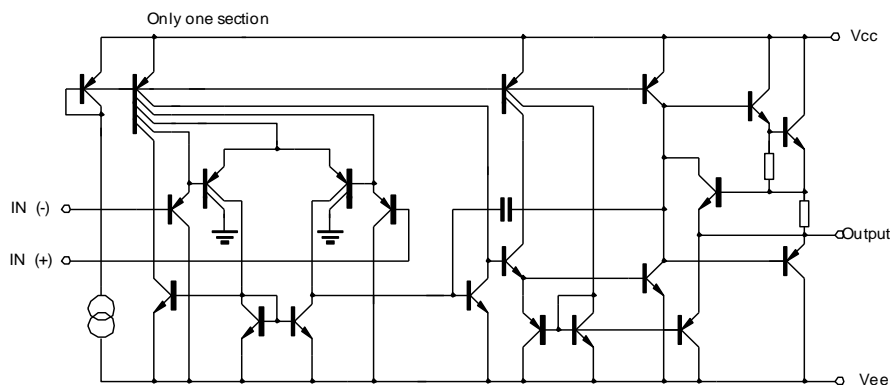 Only one section
Vcc
IN (-)
Output
IN (+)
Vee